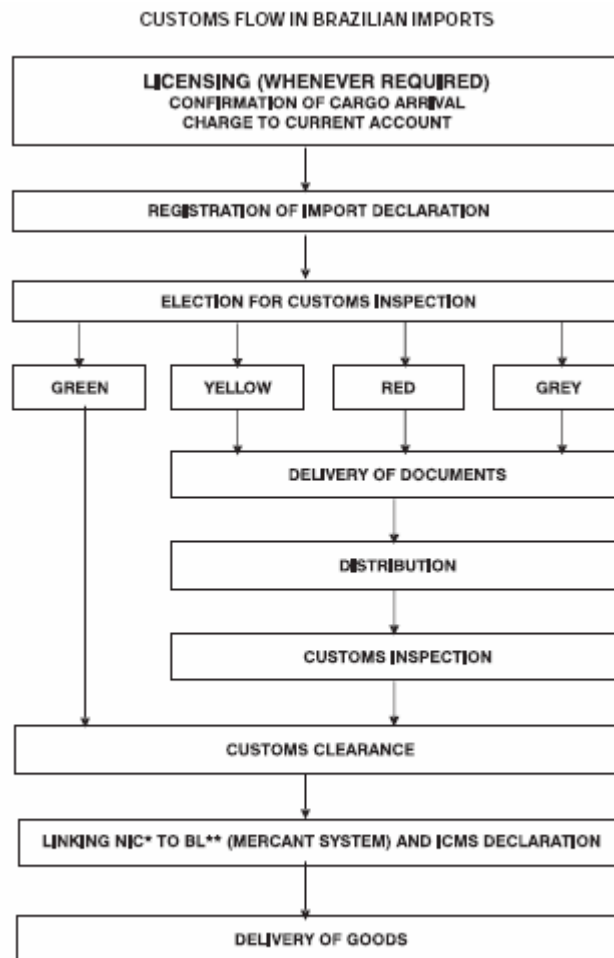 CUSTOMS FLOW IN BRAZILIAN IMPORTS
LICENSING (WHENEVER REQUIRED)
CONFIRMATION OF CARGO ARRIVAL
CHARGE TO CURRENT ACCOUNT
REGISTRATION OF IMPORT DECLARATION
ELECTION FOR CUSTOMS INSPECTION
GREEN
YELLOW
RED
GREY
DELIVERY OF DOCUMENTS
DISTRIBUTION
CUSTOMS INSPECTION
CUSTOMS CLEARANCE
LINKING NIC* TO BL** (MERCANT SYSTEM) AND ICMS DECLARATION
DELIVERY OF GOODS